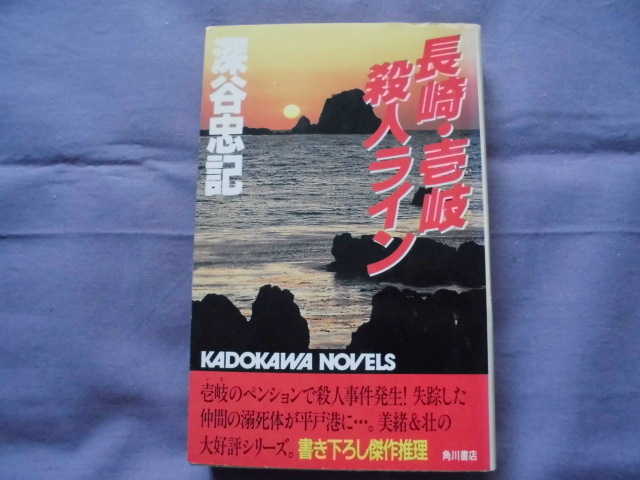 長崎・壱岐
殺人ライン
深谷忠記
KADOKAWA NOVELS
壱岐のペンションで殺人事件発生! 失踪した
仲間の溺死体が平戸港に…。美緒&壮の
大好評シリーズ。書き下ろし傑作推理
角川書店